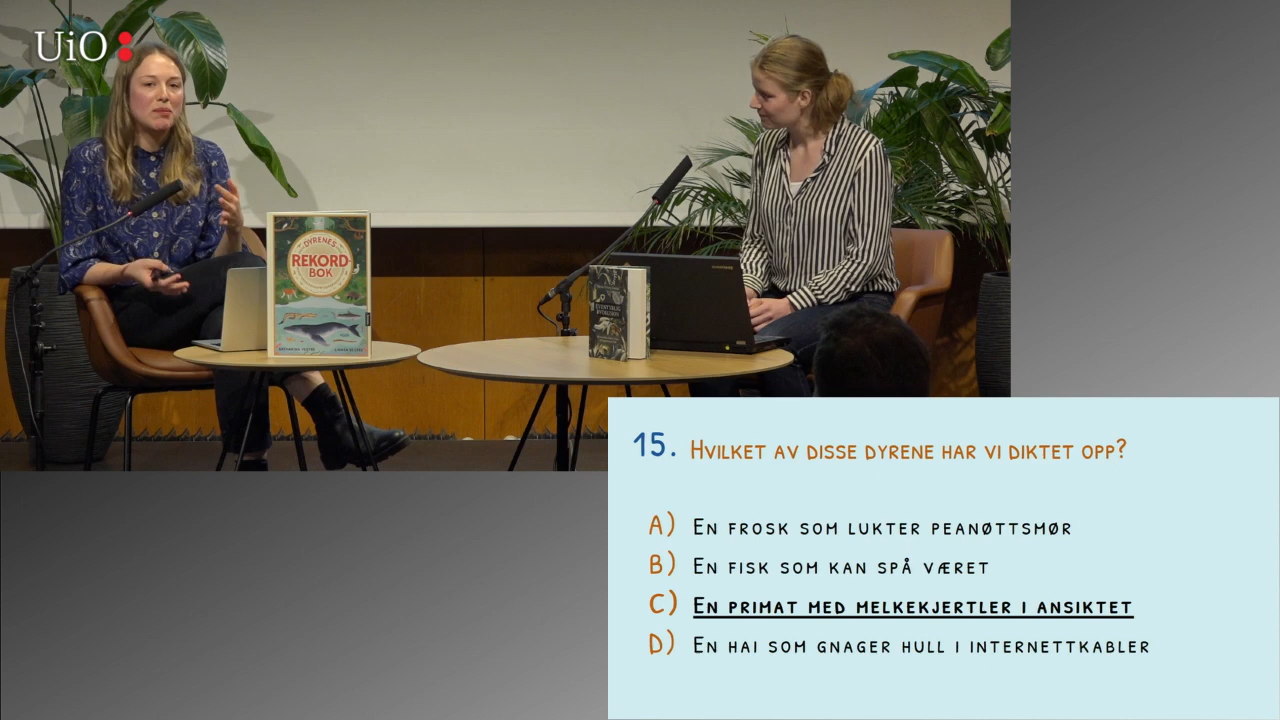 UiO:
DYRENES
REKORD
BOK
15. HVILKET AV DISSE DYRENE HAR VI DIKTET OPP?
A) EN FROSK SOM LUKTER PEANØTTSMØR
B) EN FISK SOM KAN SPÅ VÆRET
C) EN PRIMAT MED MELKEKJERTLER I ANSIKTET
D) EN HAI SOM GNAGER HULL I INTERNETTKABLER